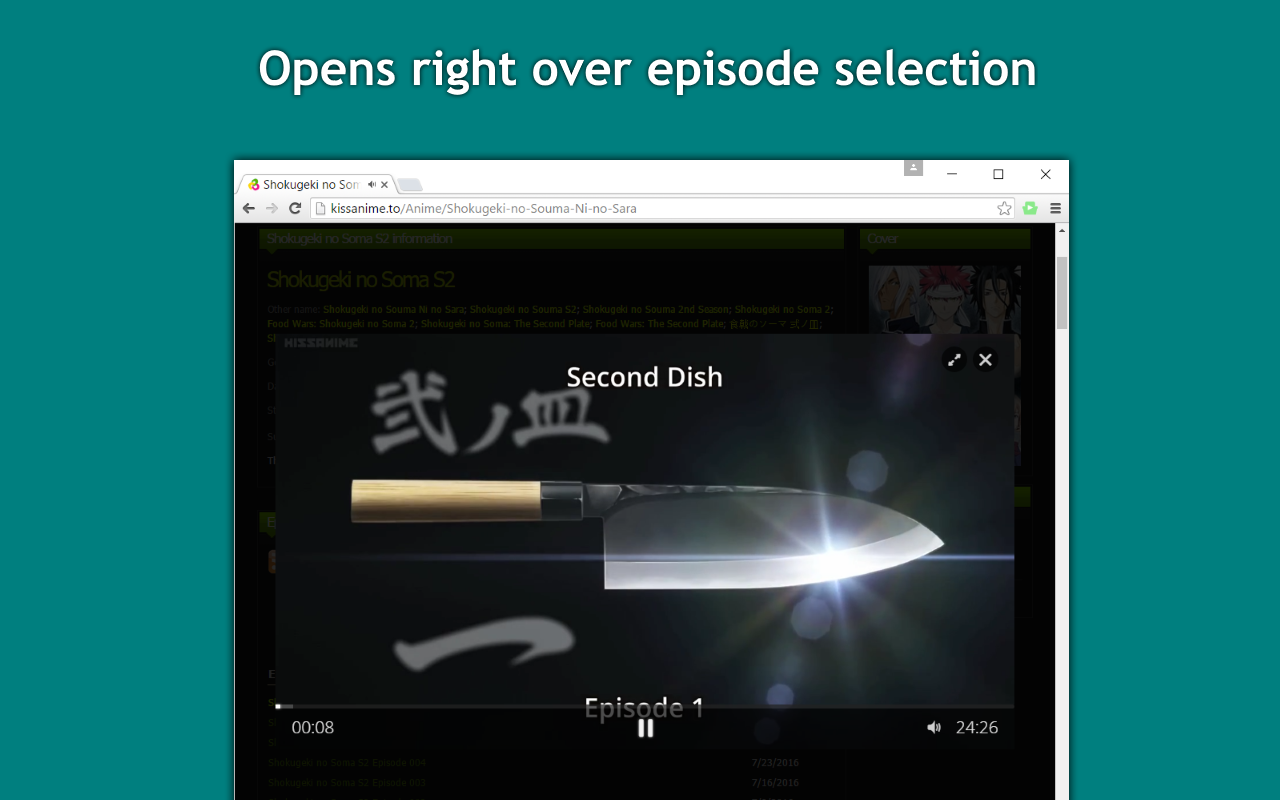 Opens right over episode selection
Shokugeki no Som
kissanime.to/Anime/Shokugeki-no-Souma-Ni-no-Sara
Shokugeki no Soma S2 information
Cover
Shokugeki no Soma S2
Other name: Shokugeki no Souma Ni no Sara; Shokugeki no Souma S2; Shokugeki no Souma 2nd Season; Shokugeki no Soma 2;
Food Wars: Shokugeki no Soma 2; Shokugeki no Soma: The Second Plate; Food Wars: The Second Plate; 食戟のソーマ 弐ノ皿;
KISSANIME
Second Dish
弐ノ皿
一
Episode 1
00:08
24:26
Shokugeki no Soma S2 Episode 004 7/23/2016
Shokugeki no Soma S2 Episode 003 7/16/2016